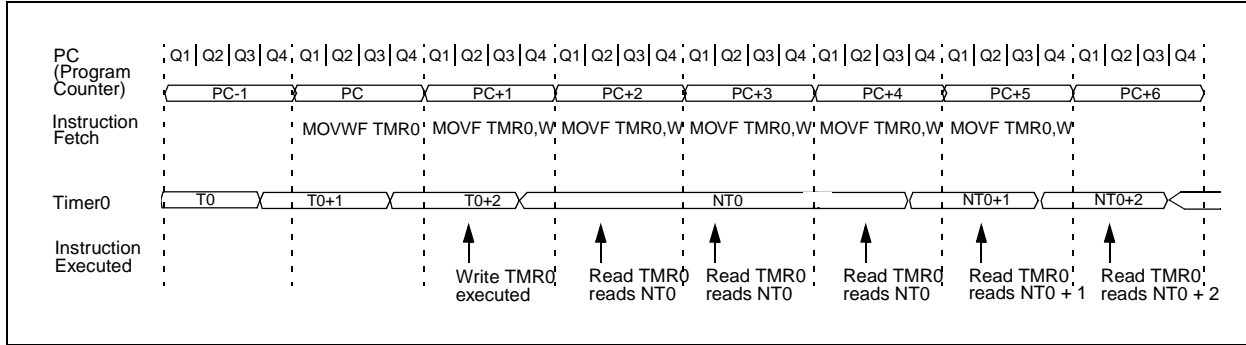 PC
(Program
Counter)
Q1 Q2 Q3 Q4 Q1 Q2 Q3 Q4 Q1 Q2 Q3 Q4 Q1 Q2 Q3 Q4 Q1 Q2 Q3 Q4 Q1 Q2 Q3 Q4 Q1 Q2 Q3 Q4 Q1 Q2 Q3 Q4
PC-1 PC PC+1 PC+2 PC+3 PC+4 PC+5 PC+6
Instruction
Fetch
MOVWF TMR0 MOVF TMR0,W MOVF TMR0,W MOVF TMR0,W MOVF TMR0,W MOVF TMR0,W
Timer0
T0 T0+1 T0+2 NT0 NT0+1 NT0+2
Instruction
Executed
Write TMR0
executed
Read TMR0
reads NT0
Read TMR0
reads NT0
Read TMR0
reads NT0
Read TMR0
reads NT0 + 1
Read TMR0
reads NT0 + 2